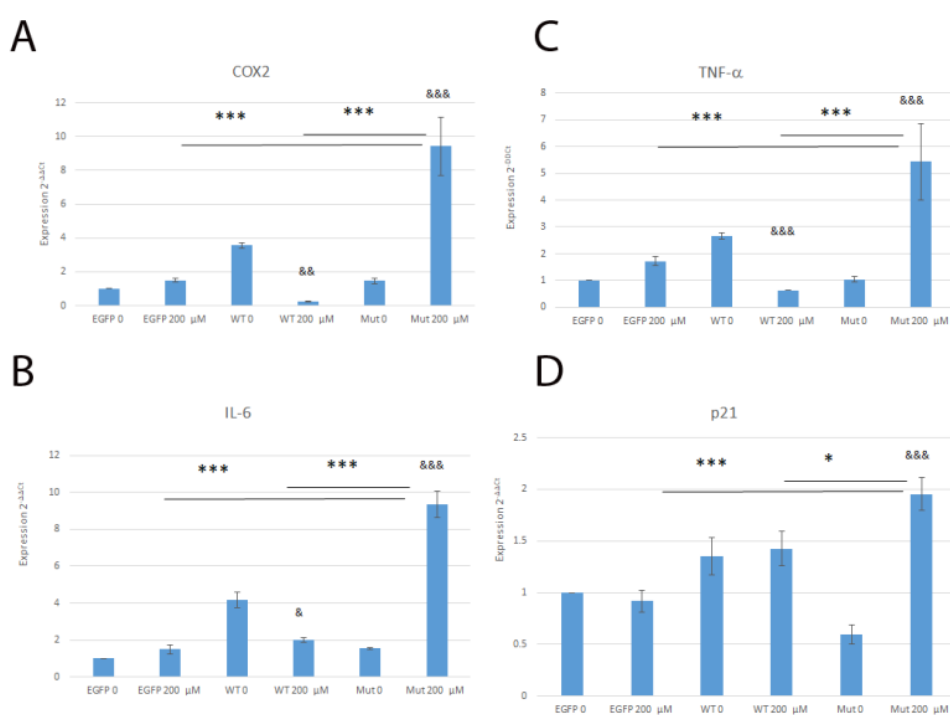 A
COX2
Expression 2-ΔΔCt
12
10
8
6
4
2
0
***
***
&&&
&&
EGFP 0
EGFP 200 μM
WT 0
WT 200 μM
Mut 0
Mut 200 μM
C
TNF-α
Expression 2-DDCt
8
7
6
5
4
3
2
1
0
***
***
&&&
&&&
EGFP 0
EGFP 200 μM
WT 0
WT 200 μM
Mut 0
Mut 200 μM
B
IL-6
Expression 2-ΔΔCt
12
10
8
6
4
2
0
***
***
&&&
&
EGFP 0
EGFP 200 μM
WT 0
WT 200 μM
Mut 0
Mut 200 μM
D
p21
Expression 2-ΔΔCt
2.5
2
1.5
1
0.5
0
***
*
&&&
EGFP 0
EGFP 200 μM
WT 0
WT 200 μM
Mut 0
Mut 200 μM